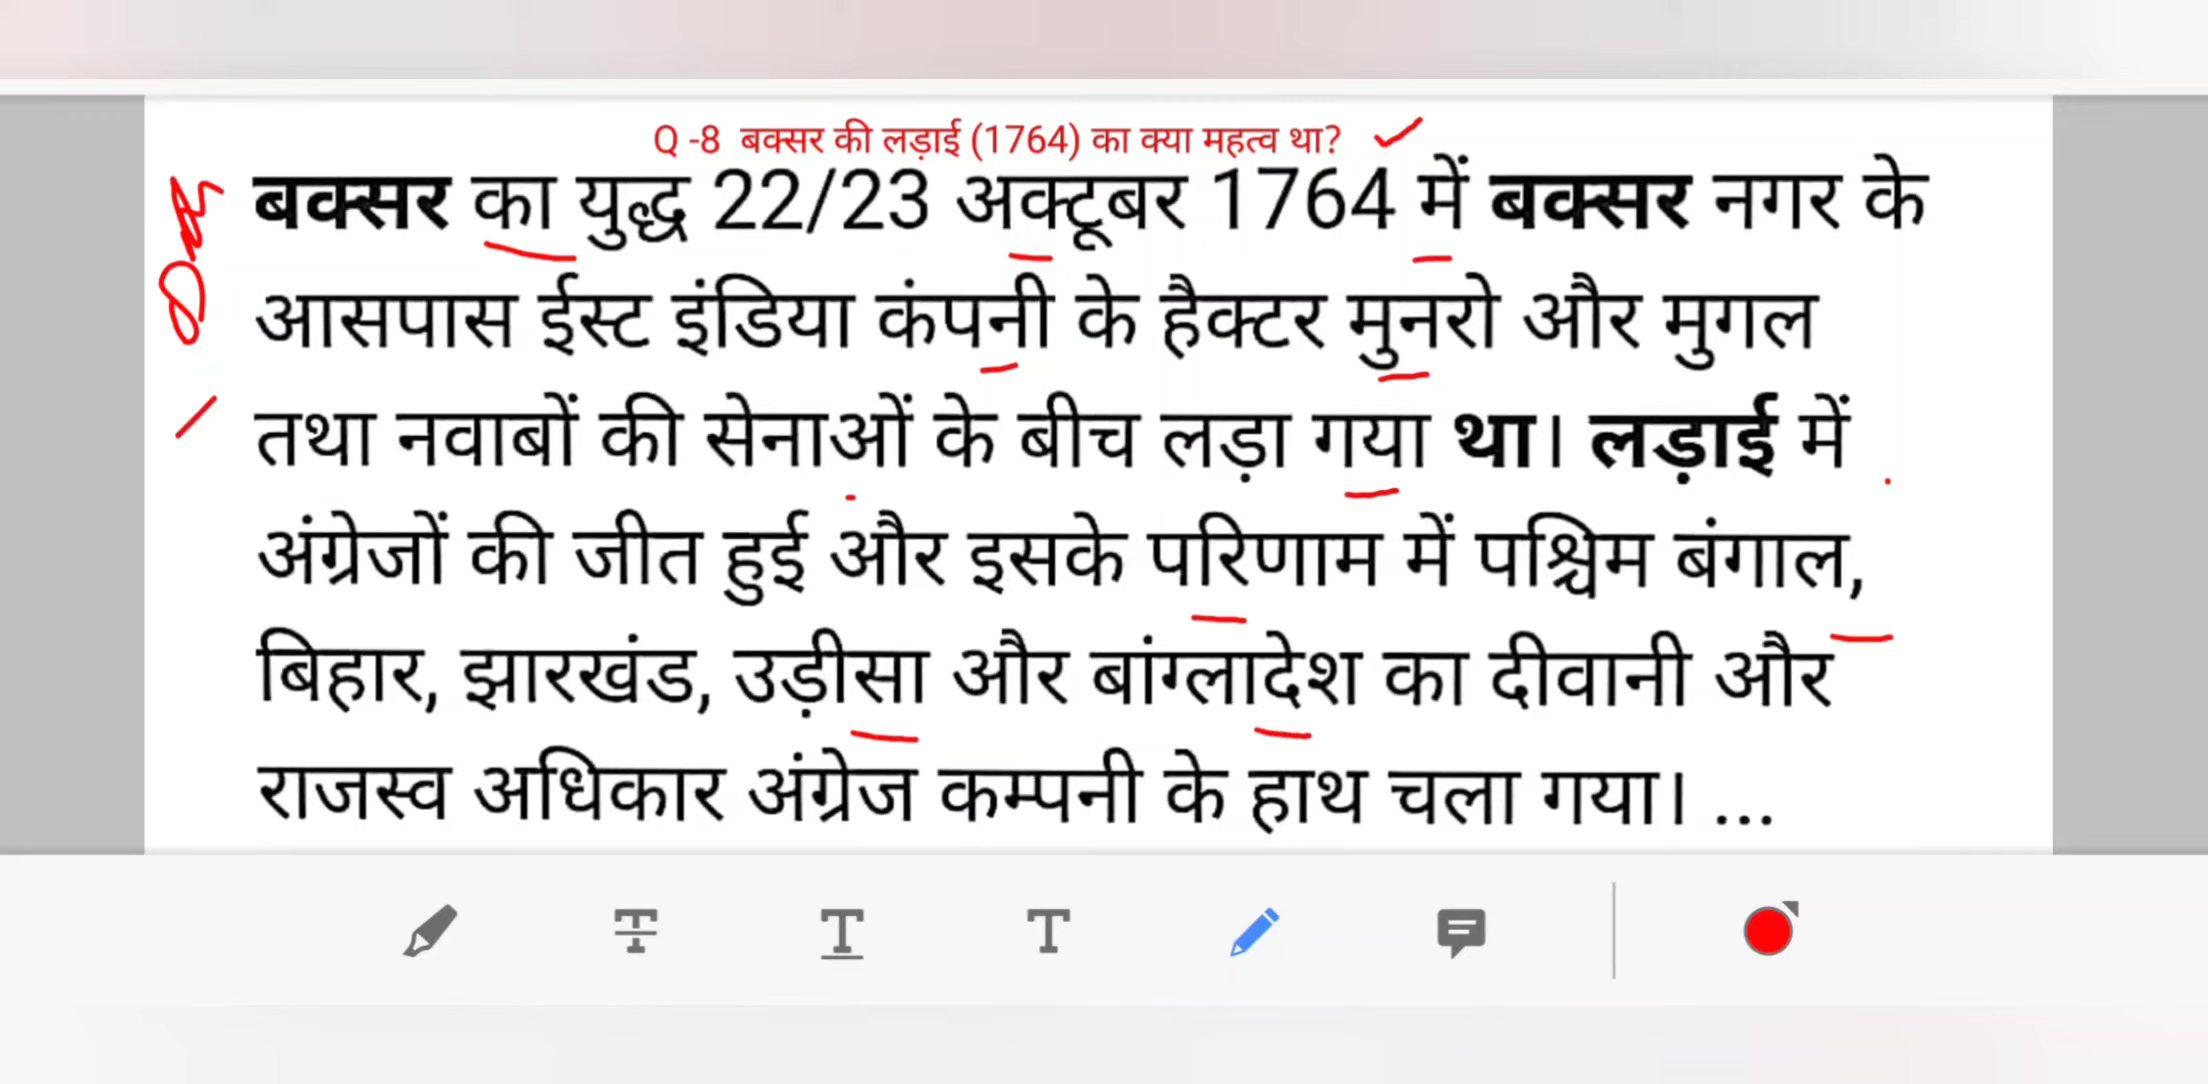 Q -8 बक्सर की लड़ाई (1764) का क्या महत्व था?
बक्सर का युद्ध 22/23 अक्टूबर 1764 में बक्सर नगर के
आसपास ईस्ट इंडिया कंपनी के हैक्टर मुनरो और मुगल
तथा नवाबों की सेनाओं के बीच लड़ा गया था। लड़ाई में
अंग्रेजों की जीत हुई और इसके परिणाम में पश्चिम बंगाल,
बिहार, झारखंड, उड़ीसा और बांग्लादेश का दीवानी और
राजस्व अधिकार अंग्रेज कम्पनी के हाथ चला गया। ...